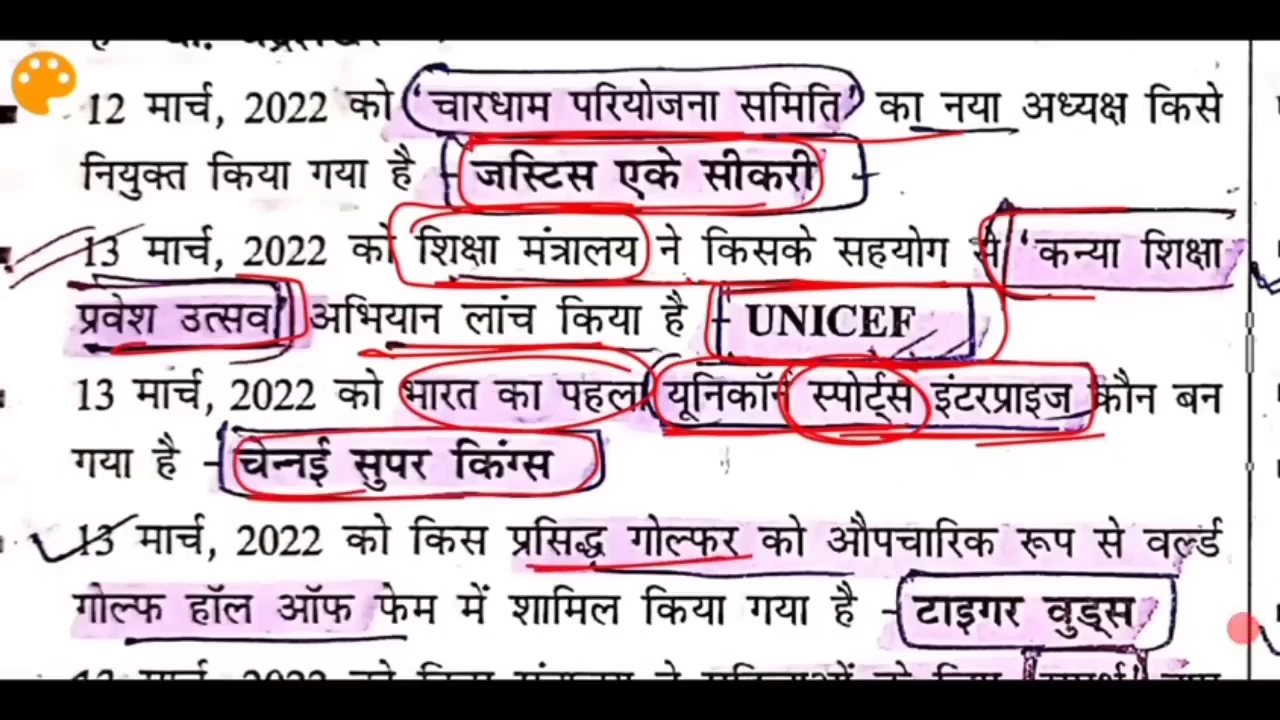 12 मार्च, 2022 को 'चारधाम परियोजना समिति' का नया अध्यक्ष किसे
नियुक्त किया गया है - जस्टिस एके सीकरी
13 मार्च, 2022 को शिक्षा मंत्रालय ने किसके सहयोग से 'कन्या शिक्षा
प्रवेश उत्सव' अभियान लांच किया है - UNICEF
13 मार्च, 2022 को भारत का पहला यूनिकॉर्न स्पोर्ट्स इंटरप्राइज कौन बन
गया है - चेन्नई सुपर किंग्स
13 मार्च, 2022 को किस प्रसिद्ध गोल्फर को औपचारिक रूप से वर्ल्ड
गोल्फ हॉल ऑफ फेम में शामिल किया गया है - टाइगर वुड्स